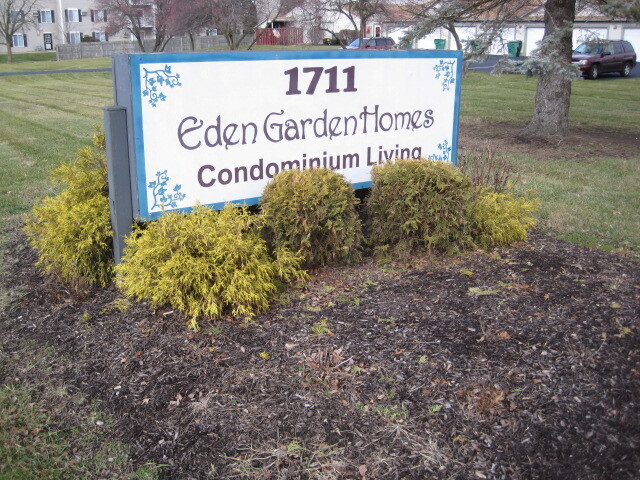 1711
Eden Garden Homes
Condominium Living